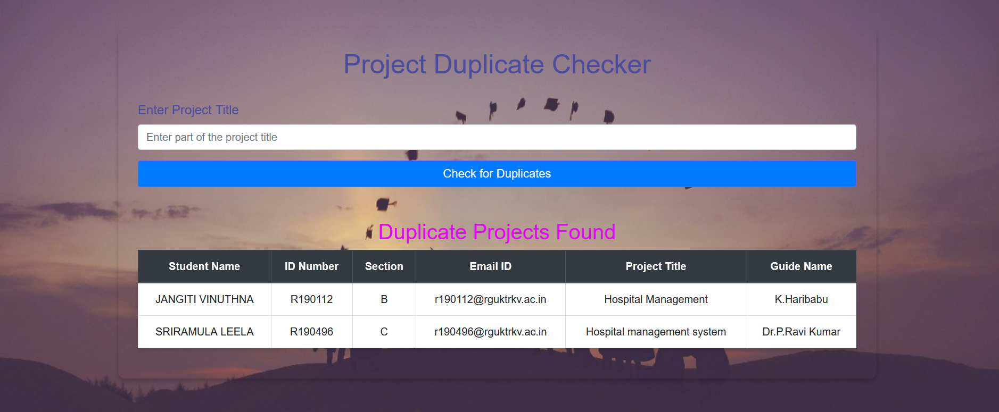 Project Duplicate Checker
Enter Project Title
Enter part of the project title
Check for Duplicates
Duplicate Projects Found
Student Name ID Number Section Email ID Project Title Guide Name
JANGITI VINUTHNA R190112 B r190112@rguktrkv.ac.in Hospital Management K.Haribabu
SRIRAMULA LEELA R190496 C r190496@rguktrkv.ac.in Hospital management system Dr.P.Ravi Kumar